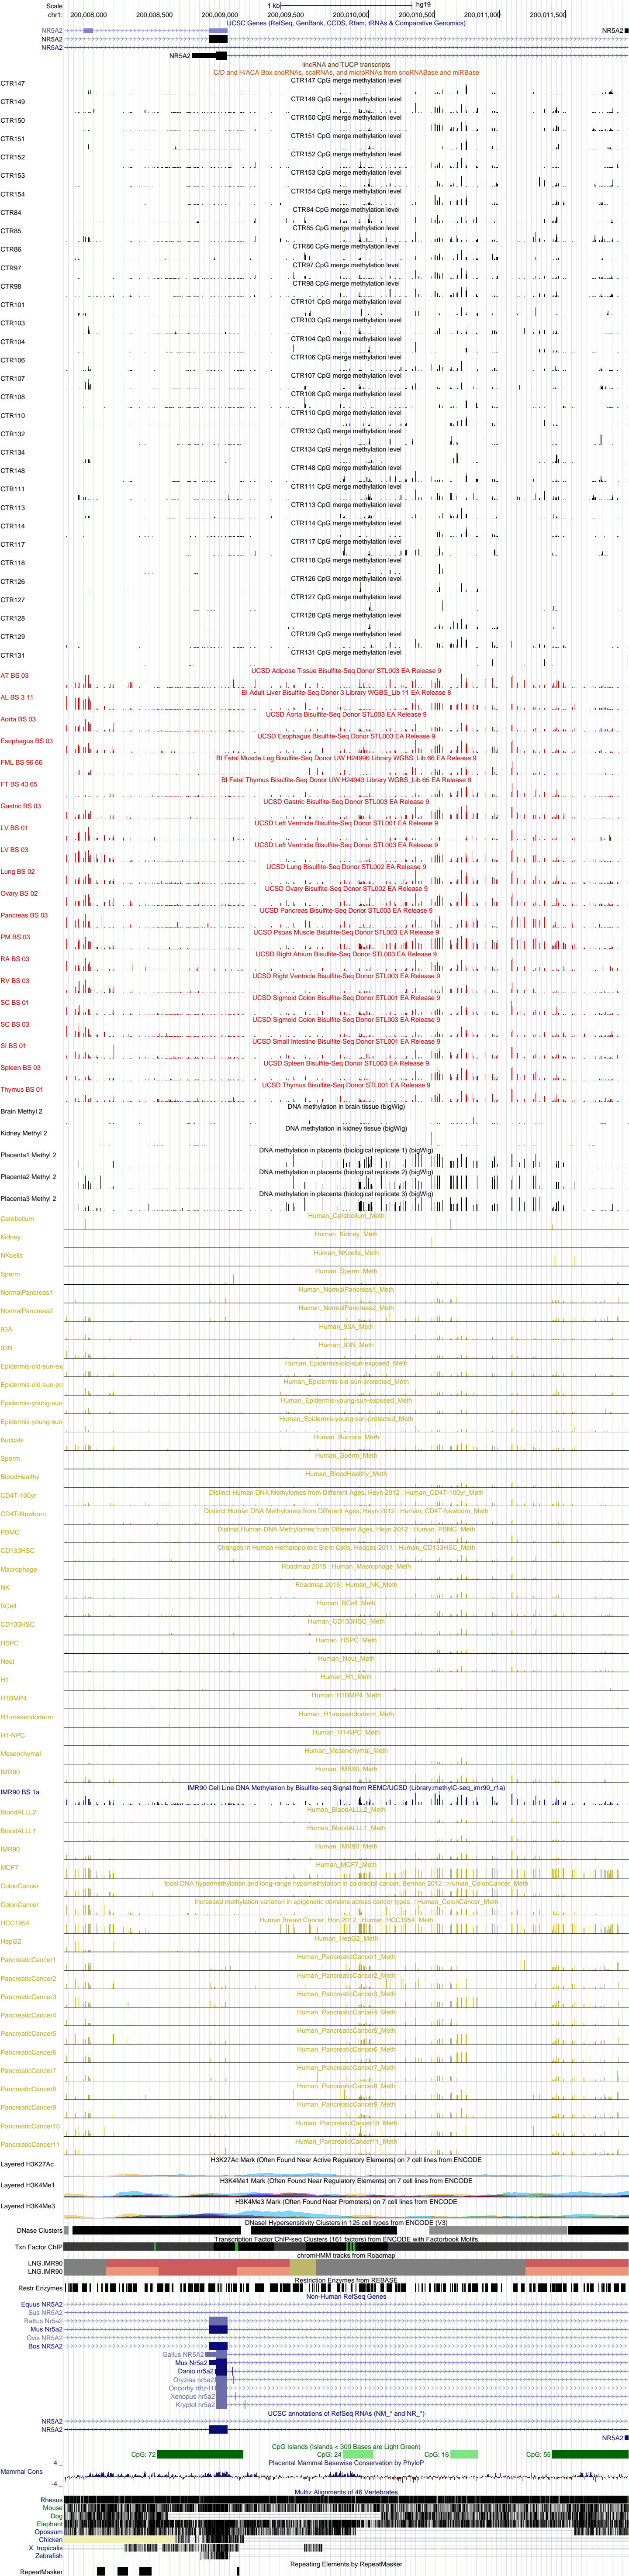 Scale 1 kb hg19
chr1: 200,008,000 200,008,500 200,009,000 200,009,500 200,010,000 200,010,500 200,011,000 200,011,500
UCSC Genes (RefSeq, GenBank, CCDS, Rfam, tRNAs & Comparative Genomics)
NR5A2 NR5A2
NR5A2
NR5A2
NR5A2
lincRNA and TUCP transcripts
C/D and H/ACA Box snoRNAs, scaRNAs, and microRNAs from snoRNABase and miRBase
CTR147 CpG merge methylation level
CTR147
CTR149 CpG merge methylation level
CTR149
CTR150 CpG merge methylation level
CTR150
CTR151 CpG merge methylation level
CTR151
CTR152 CpG merge methylation level
CTR152
CTR153 CpG merge methylation level
CTR153
CTR154 CpG merge methylation level
CTR154
CTR84 CpG merge methylation level
CTR84
CTR85 CpG merge methylation level
CTR85
CTR86 CpG merge methylation level
CTR86
CTR97 CpG merge methylation level
CTR97
CTR98 CpG merge methylation level
CTR98
CTR101 CpG merge methylation level
CTR101
CTR103 CpG merge methylation level
CTR103
CTR104 CpG merge methylation level
CTR104
CTR106 CpG merge methylation level
CTR106
CTR107 CpG merge methylation level
CTR107
CTR108 CpG merge methylation level
CTR108
CTR110 CpG merge methylation level
CTR110
CTR132 CpG merge methylation level
CTR132
CTR134 CpG merge methylation level
CTR134
CTR148 CpG merge methylation level
CTR148
CTR111 CpG merge methylation level
CTR111
CTR113 CpG merge methylation level
CTR113
CTR114 CpG merge methylation level
CTR114
CTR117 CpG merge methylation level
CTR117
CTR118 CpG merge methylation level
CTR118
CTR126 CpG merge methylation level
CTR126
CTR127 CpG merge methylation level
CTR127
CTR128 CpG merge methylation level
CTR128
CTR129 CpG merge methylation level
CTR129
CTR131 CpG merge methylation level
CTR131
UCSD Adipose Tissue Bisulfite-Seq Donor STL003 EA Release 9
AT BS 03
BI Adult Liver Bisulfite-Seq Donor 3 Library WGBS_Lib 11 EA Release 8
AL BS 3 11
UCSD Aorta Bisulfite-Seq Donor STL003 EA Release 9
Aorta BS 03
UCSD Esophagus Bisulfite-Seq Donor STL003 EA Release 9
Esophagus BS 03
BI Fetal Muscle Leg Bisulfite-Seq Donor UW H24996 Library WGBS_Lib 66 EA Release 9
FML BS 96 66
BI Fetal Thymus Bisulfite-Seq Donor UW H24943 Library WGBS_Lib 65 EA Release 9
FT BS 43 65
UCSD Gastric Bisulfite-Seq Donor STL003 EA Release 9
Gastric BS 03
UCSD Left Ventricle Bisulfite-Seq Donor STL001 EA Release 9
LV BS 01
UCSD Left Ventricle Bisulfite-Seq Donor STL003 EA Release 9
LV BS 03
UCSD Lung Bisulfite-Seq Donor STL002 EA Release 9
Lung BS 02
UCSD Ovary Bisulfite-Seq Donor STL002 EA Release 9
Ovary BS 02
UCSD Pancreas Bisulfite-Seq Donor STL003 EA Release 9
Pancreas BS 03
UCSD Psoas Muscle Bisulfite-Seq Donor STL003 EA Release 9
PM BS 03
UCSD Right Atrium Bisulfite-Seq Donor STL003 EA Release 9
RA BS 03
UCSD Right Ventricle Bisulfite-Seq Donor STL003 EA Release 9
RV BS 03
UCSD Sigmoid Colon Bisulfite-Seq Donor STL001 EA Release 9
SC BS 01
UCSD Sigmoid Colon Bisulfite-Seq Donor STL003 EA Release 9
SC BS 03
UCSD Small Intestine Bisulfite-Seq Donor STL001 EA Release 9
SI BS 01
UCSD Spleen Bisulfite-Seq Donor STL003 EA Release 9
Spleen BS 03
UCSD Thymus Bisulfite-Seq Donor STL001 EA Release 9
Thymus BS 01
DNA methylation in brain tissue (bigWig)
Brain Methyl 2
DNA methylation in kidney tissue (bigWig)
Kidney Methyl 2
DNA methylation in placenta (biological replicate 1) (bigWig)
Placenta1 Methyl 2
DNA methylation in placenta (biological replicate 2) (bigWig)
Placenta2 Methyl 2
DNA methylation in placenta (biological replicate 3) (bigWig)
Placenta3 Methyl 2
Cerebellum Human_Cerebellum_Meth
Kidney Human_Kidney_Meth
NKcells Human_NKcells_Meth
Sperm Human_Sperm_Meth
NormalPancreas1 Human_NormalPancreas1_Meth
NormalPancreas2 Human_NormalPancreas2_Meth
93A Human_93A_Meth
93N Human_93N_Meth
Epidermis-old-sun-ex Human_Epidermis-old-sun-exposed_Meth
Epidermis-old-sun-pr Human_Epidermis-old-sun-protected_Meth
Epidermis-young-sun Human_Epidermis-young-sun-exposed_Meth
Epidermis-young-sun Human_Epidermis-young-sun-protected_Meth
Buccals Human_Buccals_Meth
Sperm Human_Sperm_Meth
BloodHealthy Human_BloodHealthy_Meth
CD4T-100yr Distinct Human DNA Methylomes from Different Ages, Heyn 2012 : Human_CD4T-100yr_Meth
CD4T-Newborn Distinct Human DNA Methylomes from Different Ages, Heyn 2012 : Human_CD4T-Newborn_Meth
PBMC Distinct Human DNA Methylomes from Different Ages, Heyn 2012 : Human_PBMC_Meth
CD133HSC Changes in Human Hematopoietic Stem Cells, Hodges 2011 : Human_CD133HSC_Meth
Macrophage Roadmap 2015 : Human_Macrophage_Meth
NK Roadmap 2015 : Human_NK_Meth
BCell Human_BCell_Meth
CD133HSC Human_CD133HSC_Meth
HSPC Human_HSPC_Meth
Neut Human_Neut_Meth
H1 Human_H1_Meth
H1BMP4 Human_H1BMP4_Meth
H1-mesendoderm Human_H1-mesendoderm_Meth
H1-NPC Human_H1-NPC_Meth
Mesenchymal Human_Mesenchymal_Meth
IMR90 Human_IMR90_Meth
IMR90 Cell Line DNA Methylation by Bisulfite-seq Signal from REMC/UCSD (Library:methylC-seq_imr90_r1a)
IMR90 BS 1a
BloodALLL2 Human_BloodALLL2_Meth
BloodALLL1 Human_BloodALLL1_Meth
IMR90 Human_IMR90_Meth
MCF7 Human_MCF7_Meth
ColonCancer focal DNA hypermethylation and long-range hypomethylation in colorectal cancer, Berman 2012 : Human_ColonCancer_Meth
ColonCancer Increased methylation variation in epigenetic domains across cancer types, : Human_ColonCancer_Meth
HCC1954 Human Breast Cancer, Hon 2012 : Human_HCC1954_Meth
HepG2 Human_HepG2_Meth
PancreaticCancer1 Human_PancreaticCancer1_Meth
PancreaticCancer2 Human_PancreaticCancer2_Meth
PancreaticCancer3 Human_PancreaticCancer3_Meth
PancreaticCancer4 Human_PancreaticCancer4_Meth
PancreaticCancer5 Human_PancreaticCancer5_Meth
PancreaticCancer6 Human_PancreaticCancer6_Meth
PancreaticCancer7 Human_PancreaticCancer7_Meth
PancreaticCancer8 Human_PancreaticCancer8_Meth
PancreaticCancer9 Human_PancreaticCancer9_Meth
PancreaticCancer10 Human_PancreaticCancer10_Meth
PancreaticCancer11 Human_PancreaticCancer11_Meth
H3K27Ac Mark (Often Found Near Active Regulatory Elements) on 7 cell lines from ENCODE
Layered H3K27Ac
H3K4Me1 Mark (Often Found Near Regulatory Elements) on 7 cell lines from ENCODE
Layered H3K4Me1
H3K4Me3 Mark (Often Found Near Promoters) on 7 cell lines from ENCODE
Layered H3K4Me3
DNaseI Hypersensitivity Clusters in 125 cell types from ENCODE (V3)
DNase Clusters
Transcription Factor ChIP-seq Clusters (161 factors) from ENCODE with Factorbook Motifs
Txn Factor ChIP
chromHMM tracks from Roadmap
LNG.IMR90
LNG.IMR90
Restriction Enzymes from REBASE
Restr Enzymes
Non-Human RefSeq Genes
Equus NR5A2
Sus NR5A2
Rattus Nr5a2
Mus Nr5a2
Ovis NR5A2
Bos NR5A2
Gallus NR5A2
Mus Nr5a2
Danio nr5a2
Oryzias nr5a2
Oncorhy rtftz-f1
Xenopus nr5a2
Kryptol nr5a2
UCSC annotations of RefSeq RNAs (NM_* and NR_*)
NR5A2
NR5A2
NR5A2
CpG Islands (Islands < 300 Bases are Light Green)
CpG: 72 CpG: 24 CpG: 16 CpG: 55
Placental Mammal Basewise Conservation by PhyloP
4 _
Mammal Cons
-4 _
Multiz Alignments of 46 Vertebrates
Rhesus
Mouse
Dog
Elephant
Opossum
Chicken
X_tropicalis
Zebrafish
Repeating Elements by RepeatMasker
RepeatMasker